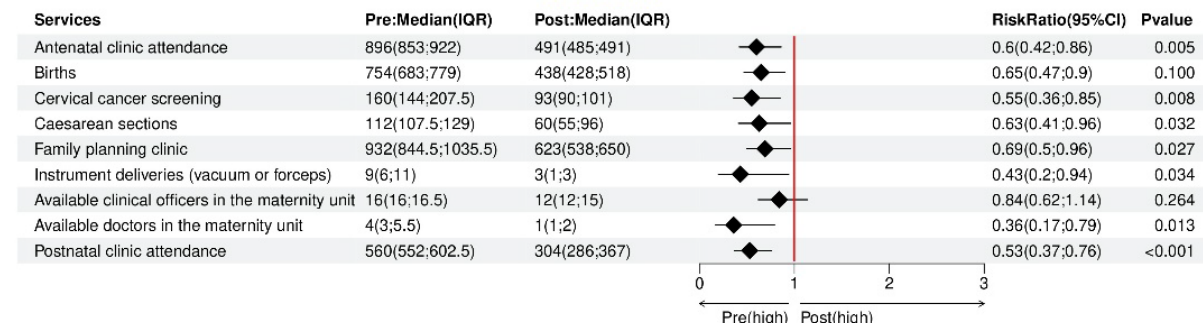 Services Pre:Median(IQR) Post:Median(IQR) RiskRatio(95%CI) Pvalue
Antenatal clinic attendance 896(853;922) 491(485;491) 0.6(0.42;0.86) 0.005
Births 754(683;779) 438(428;518) 0.65(0.47;0.9) 0.100
Cervical cancer screening 160(144;207.5) 93(90;101) 0.55(0.36;0.85) 0.008
Caesarean sections 112(107.5;129) 60(55;96) 0.63(0.41;0.96) 0.032
Family planning clinic 932(844.5;1035.5) 623(538;650) 0.69(0.5;0.96) 0.027
Instrument deliveries (vacuum or forceps) 9(6;11) 3(1;3) 0.43(0.2;0.94) 0.034
Available clinical officers in the maternity unit 16(16;16.5) 12(12;15) 0.84(0.62;1.14) 0.264
Available doctors in the maternity unit 4(3;5.5) 1(1;2) 0.36(0.17;0.79) 0.013
Postnatal clinic attendance 560(552;602.5) 304(286;367) 0.53(0.37;0.76) <0.001
0 1 2 3
Pre(high) Post(high)